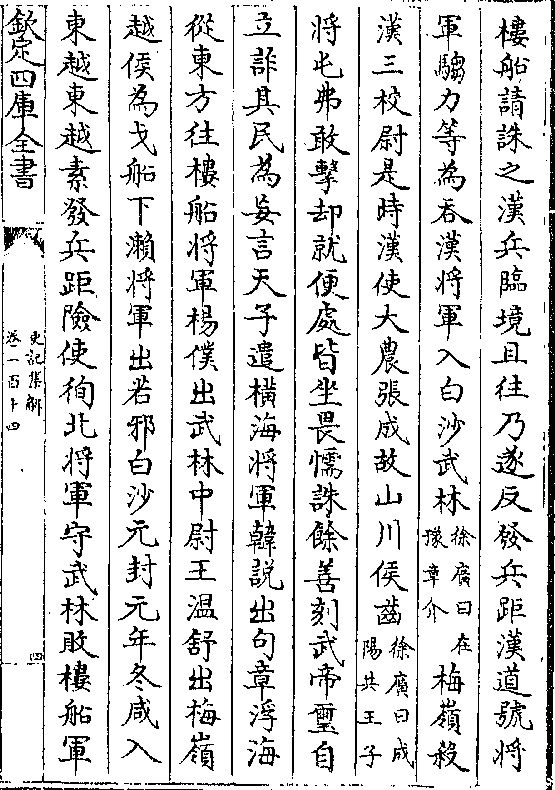 樓船請誅之漢兵臨境且往乃遂反發兵距漢道號將
軍騶力等為吞漢將軍入白沙武林徐廣曰在豫章介梅嶺殺
漢三校尉是時漢使大農張成故山川侯齒徐廣曰成陽共王子
將屯弗敢擊却就便處皆坐畏懦誅餘善刻武帝璽自
立詐其民為妄言天子遣橫海將軍韓説出句章浮海
從東方往樓船將軍楊僕出武林中尉王温舒出梅嶺
越侯為戈船下瀨將軍出若邪白沙元封元年冬咸入
東越東越素發兵距險使徇北將軍守武林敗樓船軍
欽定四庫全書
史記集解
卷一百十四
四